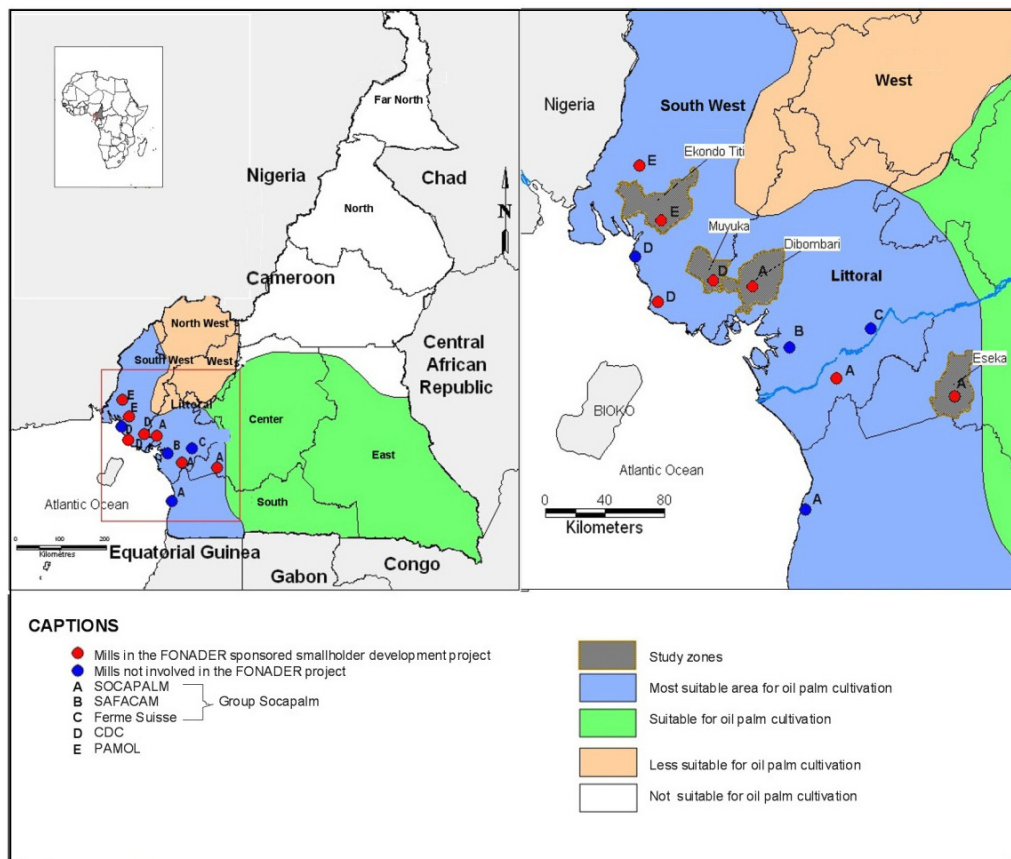 Far North
Nigeria
Chad
North
N
Cameroon
North West
South West
West
Central
African
Republic
Littoral
Center
East
South
E
E
D
D
D
A
B
C
A
A
A
Atlantic Ocean
0 100 200
Kilomètres
Equatorial Guinea
Gabon
Congo
West
Nigeria
South West
Ekondo Titi
E
E
Muyuka
Dibombari
D
D
A
D
Littoral
C
B
Eseka
A
A
BIOKO
Atlantic Ocean
0 40 80
Kilometers
A
CAPTIONS
Mills in the FONADER sponsored smallholder development project
Mills not involved in the FONADER project
A SOCAPALM
B SAFACAM
C Ferme Suisse
Group Socapalm
D CDC
E PAMOL
Study zones
Most suitable area for oil palm cultivation
Suitable for oil palm cultivation
Less suitable for oil palm cultivation
Not suitable for oil palm cultivation